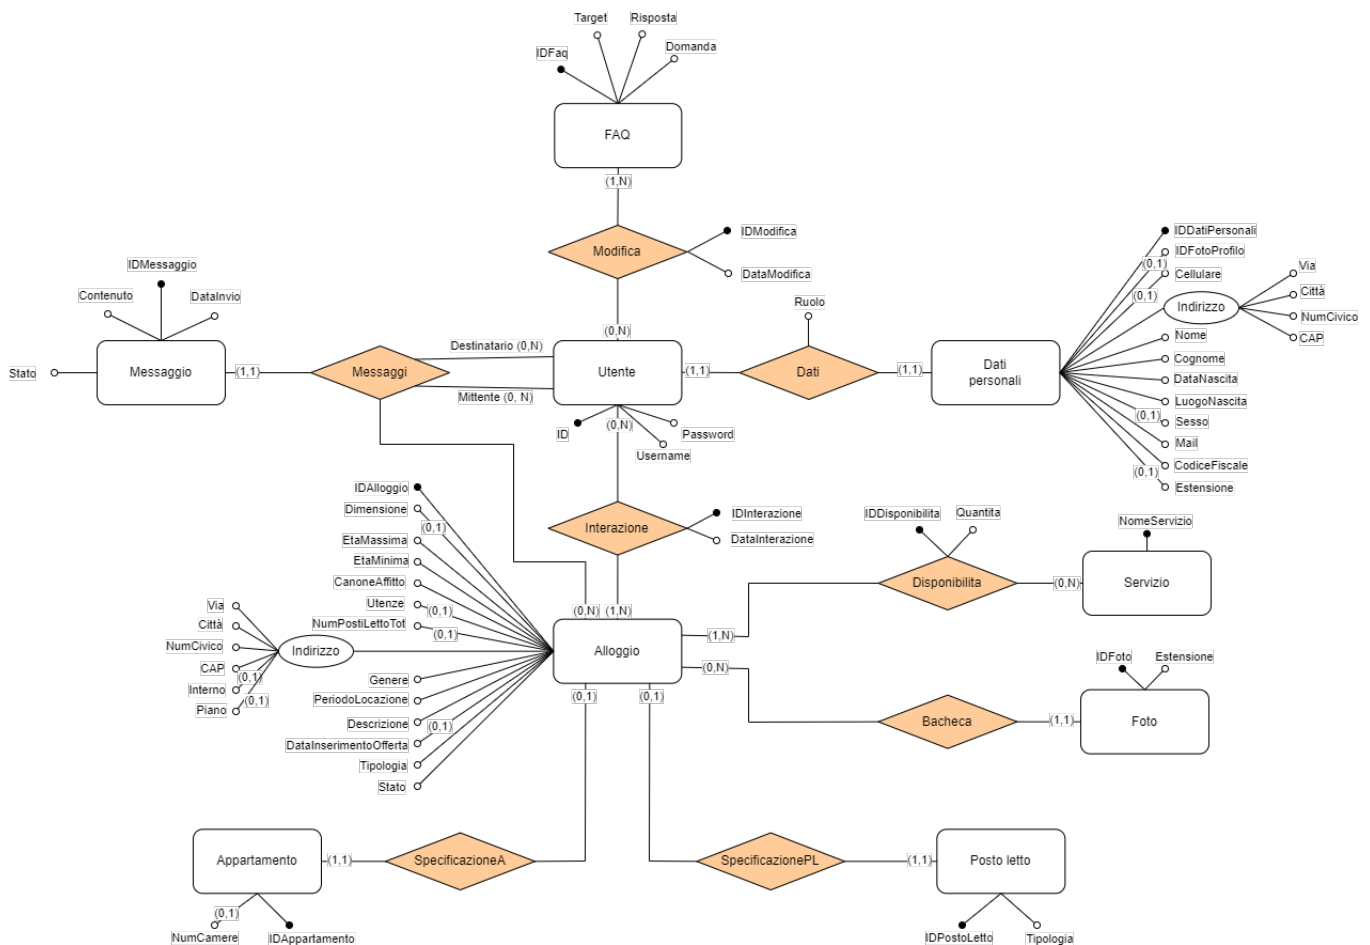 Target
Risposta
IDFaq
Domanda
FAQ
(1,N)
Modifica
IDModifica
DataModifica
(0,N)
IDMessaggio
Contenuto
DataInvio
Stato
Messaggio
(1,1)
Messaggi
Destinatario (0,N)
Mittente (0, N)
Utente
(1,1)
Ruolo
Dati
(1,1)
Dati
personali
IDDatiPersonali
(0,1)
IDFotoProfilo
Cellulare
(0,1)
Indirizzo
Via
Città
NumCivico
CAP
Nome
Cognome
DataNascita
LuogoNascita
(0,1)
Sesso
Mail
CodiceFiscale
(0,1)
Estensione
ID
(0,N)
Password
Username
Interazione
IDInterazione
DataInterazione
IDAlloggio
Dimensione
(0,1)
EtaMassima
EtaMinima
CanoneAffitto
Utenze
(0,1)
NumPostiLettoTot
(0,1)
Via
Città
NumCivico
CAP
(0,1)
Interno
(0,1)
Piano
Indirizzo
Genere
PeriodoLocazione
Descrizione
(0,1)
DataInserimentoOfferta
Tipologia
Stato
(0,N)
(1,N)
Alloggio
(1,N)
(0,N)
(0,1)
(0,1)
IDDisponibilita
Quantita
Disponibilita
(0,N)
NomeServizio
Servizio
IDFoto
Estensione
Bacheca
(1,1)
Foto
Appartamento
(1,1)
SpecificazioneA
SpecificazionePL
(1,1)
Posto letto
(0,1)
NumCamere
IDAppartamento
IDPostoLetto
Tipologia